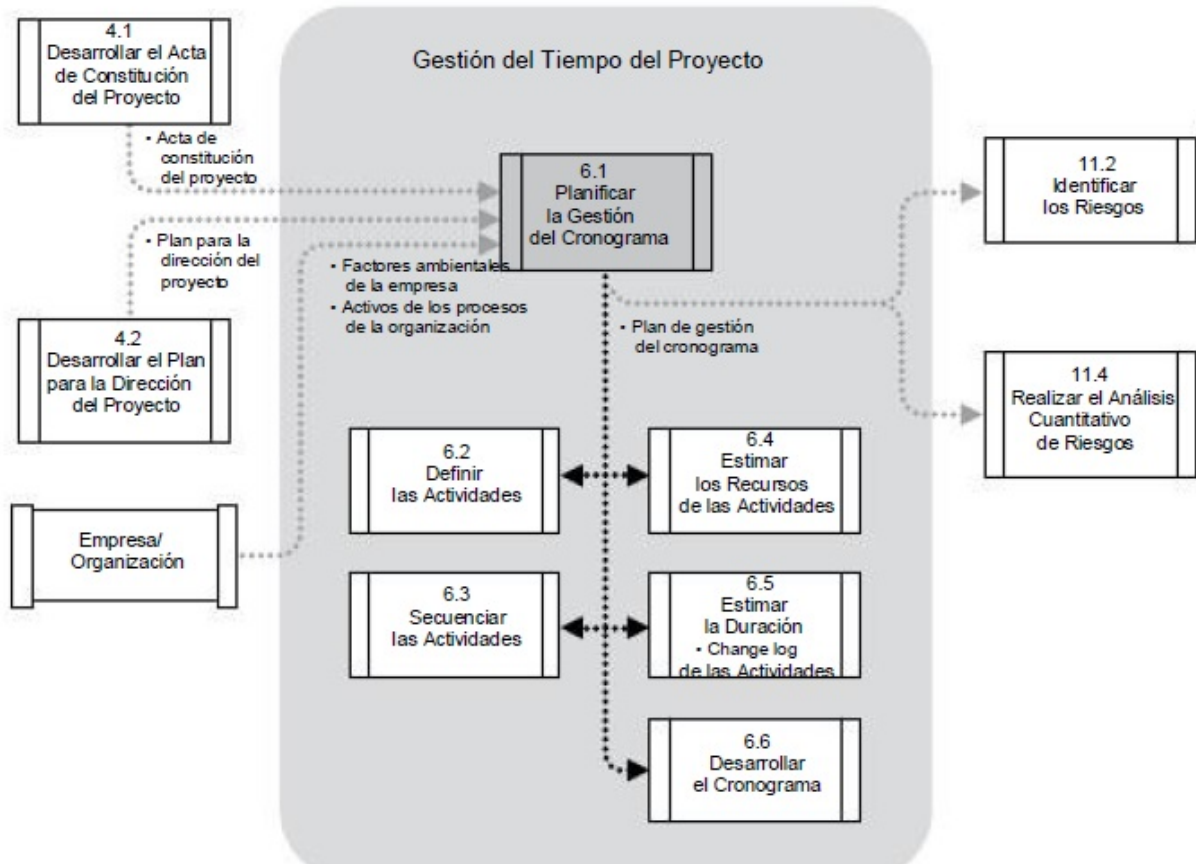 4.1
Desarrollar el Acta
de Constitución
del Proyecto
Gestión del Tiempo del Proyecto
• Acta de
constitución
del proyecto
6.1
Planificar
la Gestión
del Cronograma
11.2
Identificar
los Riesgos
• Plan para la
dirección del
proyecto
• Factores ambientales
de la empresa
• Activos de los procesos
de la organización
4.2
Desarrollar el Plan
para la Dirección
del Proyecto
• Plan de gestión
del cronograma
11.4
Realizar el Análisis
Cuantitativo
de Riesgos
6.2
Definir
las Actividades
6.4
Estimar
los Recursos
de las Actividades
Empresa/
Organización
6.3
Secuenciar
las Actividades
6.5
Estimar
la Duración
• Change log
de las Actividades
6.6
Desarrollar
el Cronograma